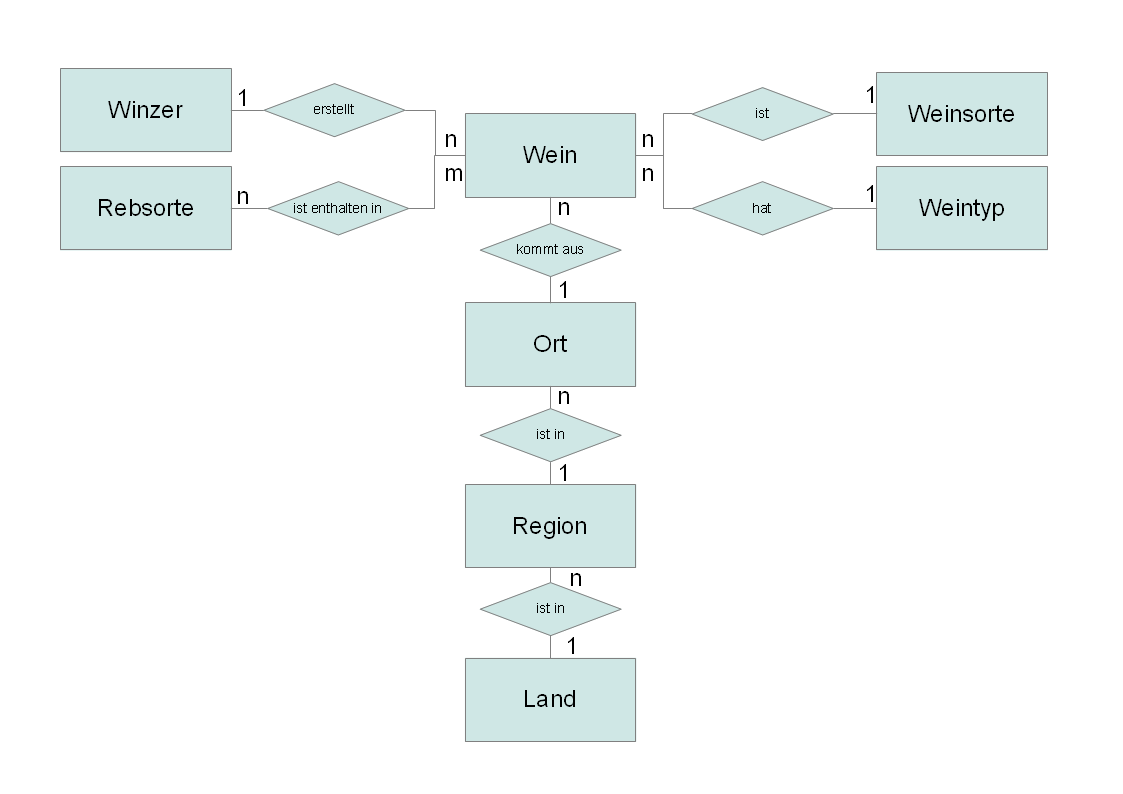 Winzer
1
erstellt
n
Wein
n
ist
1
Weinsorte
Rebsorte
n
ist enthalten in
m
n
hat
1
Weintyp
n
kommt aus
1
Ort
n
ist in
1
Region
n
ist in
1
Land